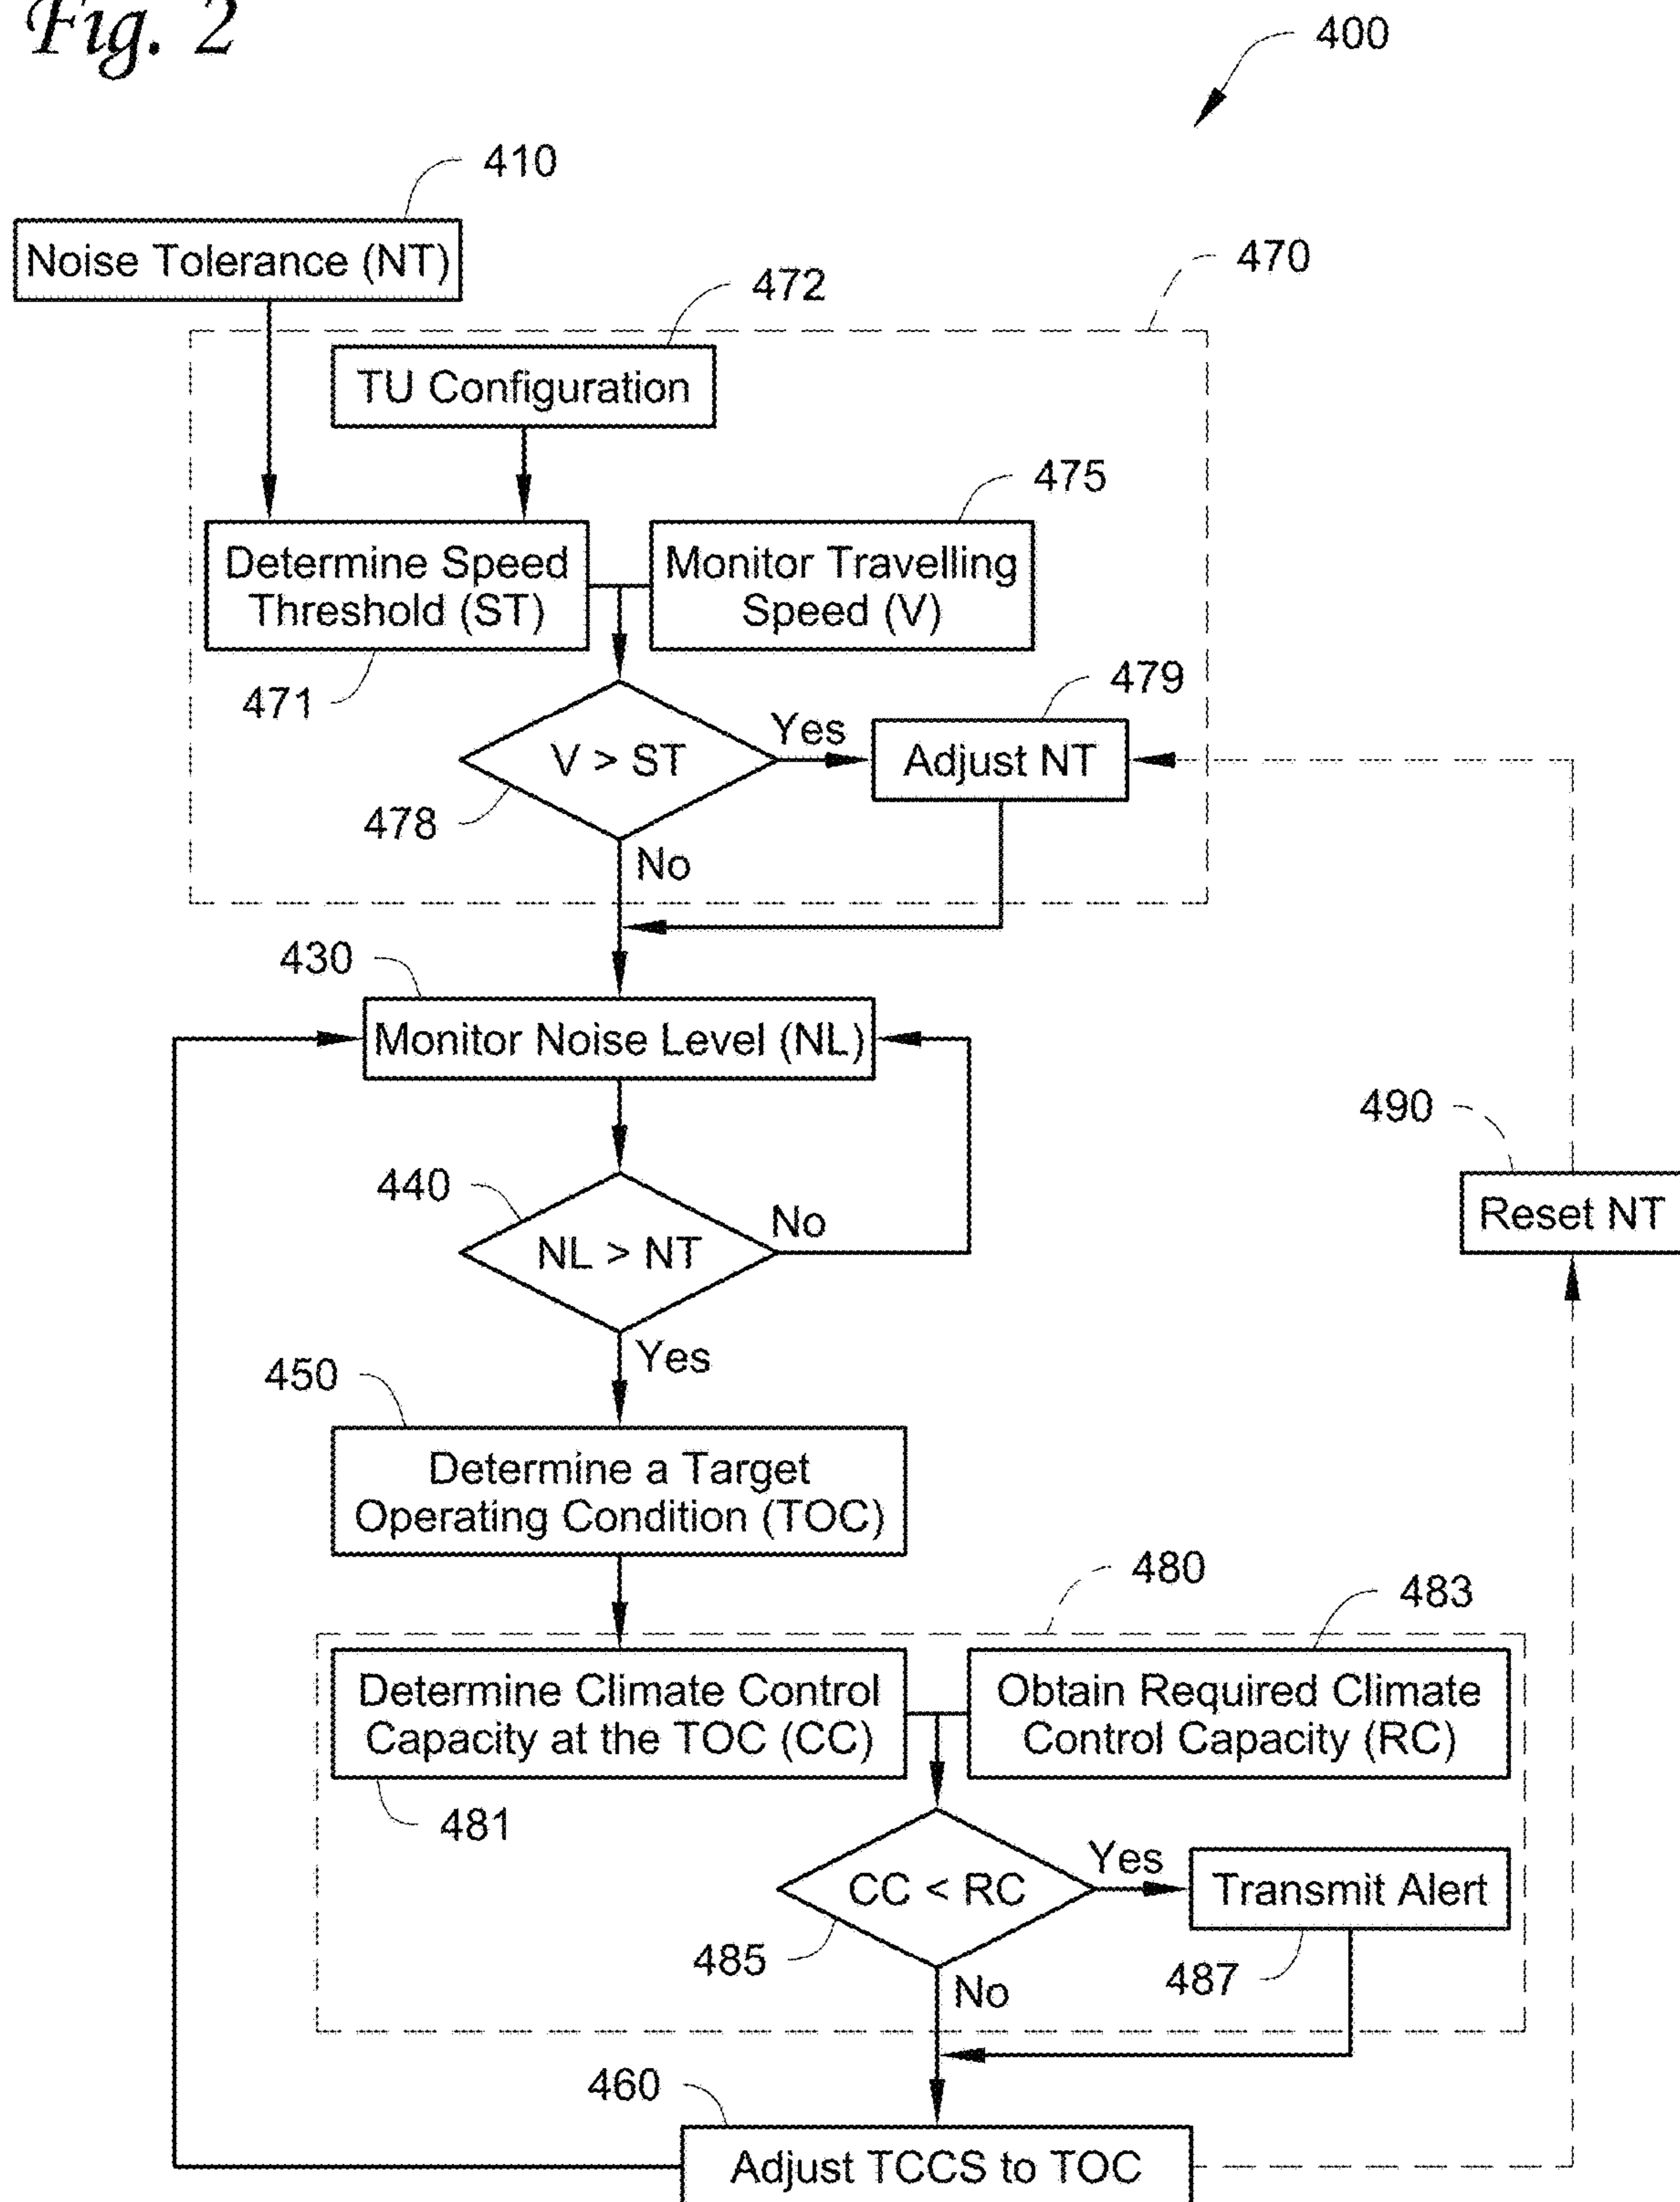 Fig. 2
400
410
Noise Tolerance (NT)
470
472
TU Configuration
475
Determine Speed
Threshold (ST)
Monitor Travelling
Speed (V)
471
479
V > ST
Yes
Adjust NT
478
No
430
Monitor Noise Level (NL)
490
440
Reset NT
NL > NT
No
Yes
450
Determine a Target
Operating Condition (TOC)
480
483
Determine Climate Control
Capacity at the TOC (CC)
Obtain Required Climate
Control Capacity (RC)
481
CC < RC
Yes
Transmit Alert
485
487
No
460
Adjust TCCS to TOC